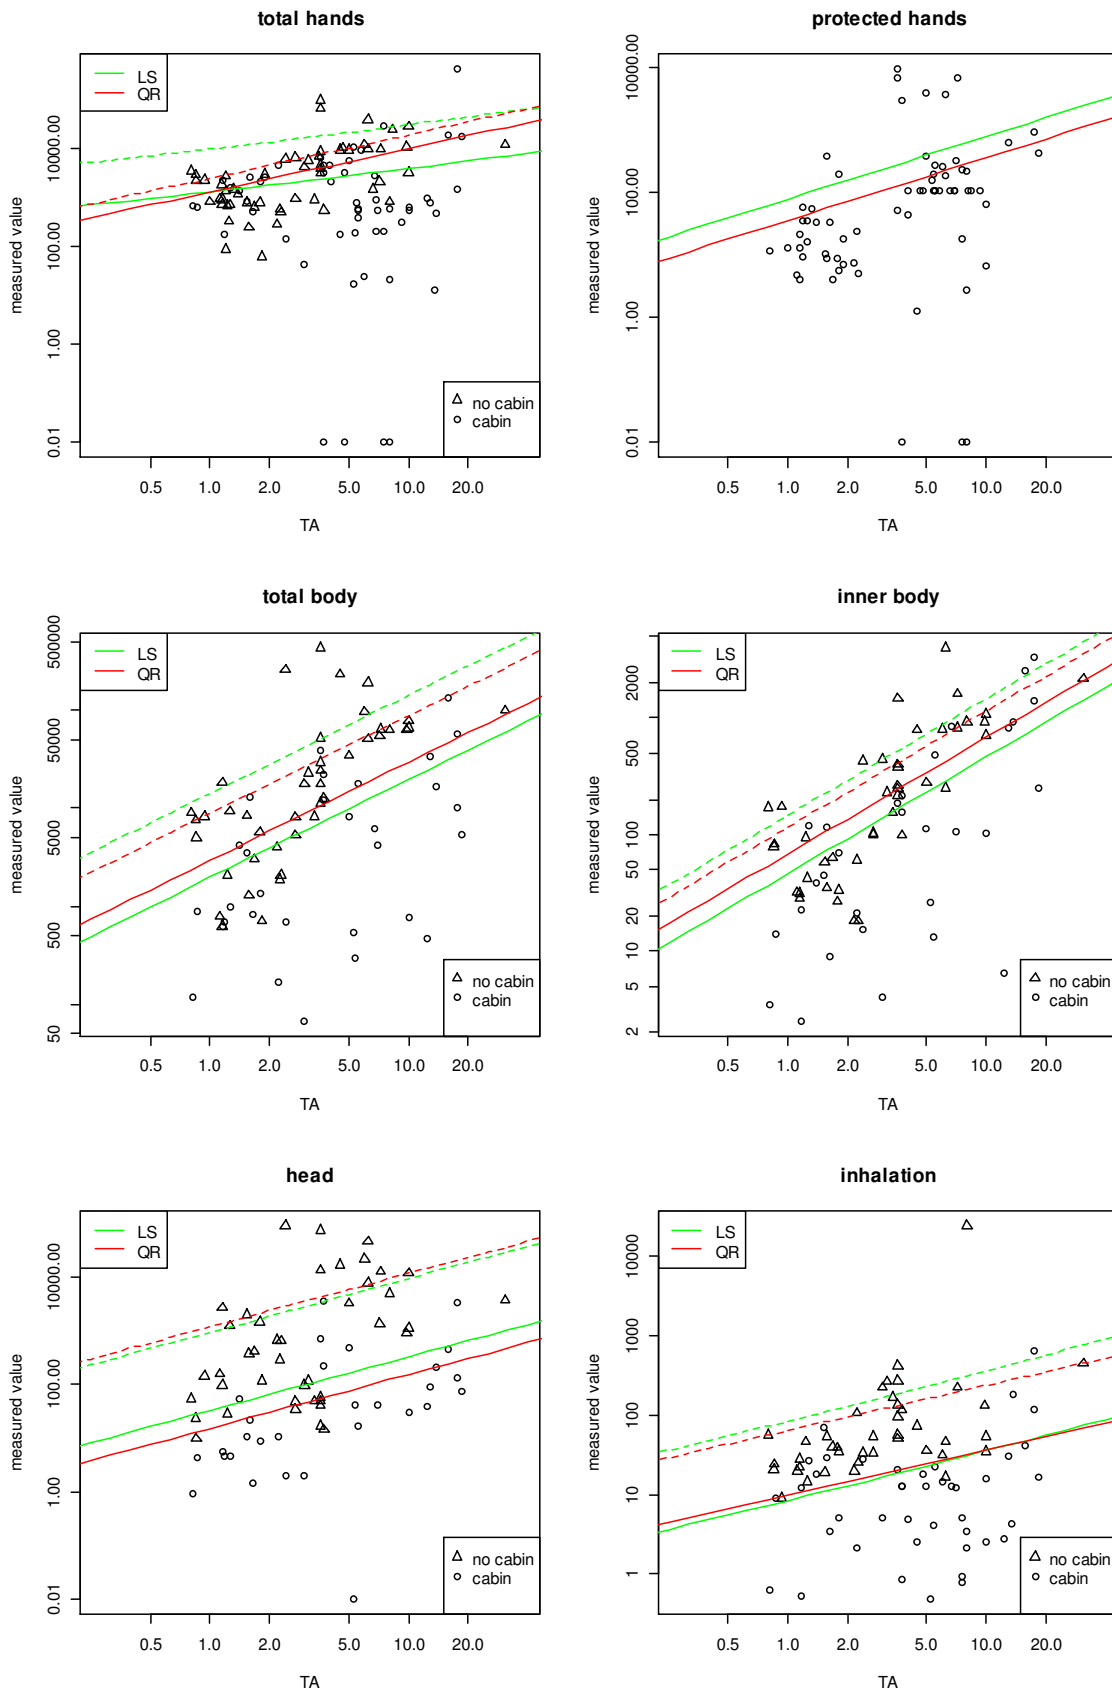 total hands
LS
QR
measured value
0.01 1.00 100.00 10000.00
no cabin
cabin
0.5 1.0 2.0 5.0 10.0 20.0
TA
protected hands
measured value
0.01 1.00 100.00 10000.00
0.5 1.0 2.0 5.0 10.0 20.0
TA
total body
LS
QR
measured value
50 500 5000 50000 500000
no cabin
cabin
0.5 1.0 2.0 5.0 10.0 20.0
TA
inner body
LS
QR
measured value
2 5 10 20 50 100 200 500 2000
no cabin
cabin
0.5 1.0 2.0 5.0 10.0 20.0
TA
head
LS
QR
measured value
0.01 1.00 100.00 10000.00
no cabin
cabin
0.5 1.0 2.0 5.0 10.0 20.0
TA
inhalation
LS
QR
measured value
1 10 100 1000 10000
no cabin
cabin
0.5 1.0 2.0 5.0 10.0 20.0
TA